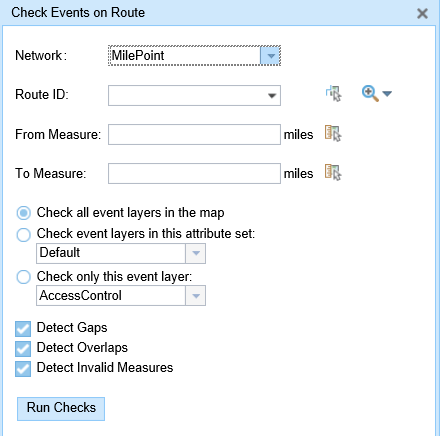 Check Events on Route
Network: MilePoint
Route ID:
From Measure: miles
To Measure: miles
Check all event layers in the map
Check event layers in this attribute set:
Default
Check only this event layer:
AccessControl
Detect Gaps
Detect Overlaps
Detect Invalid Measures
Run Checks